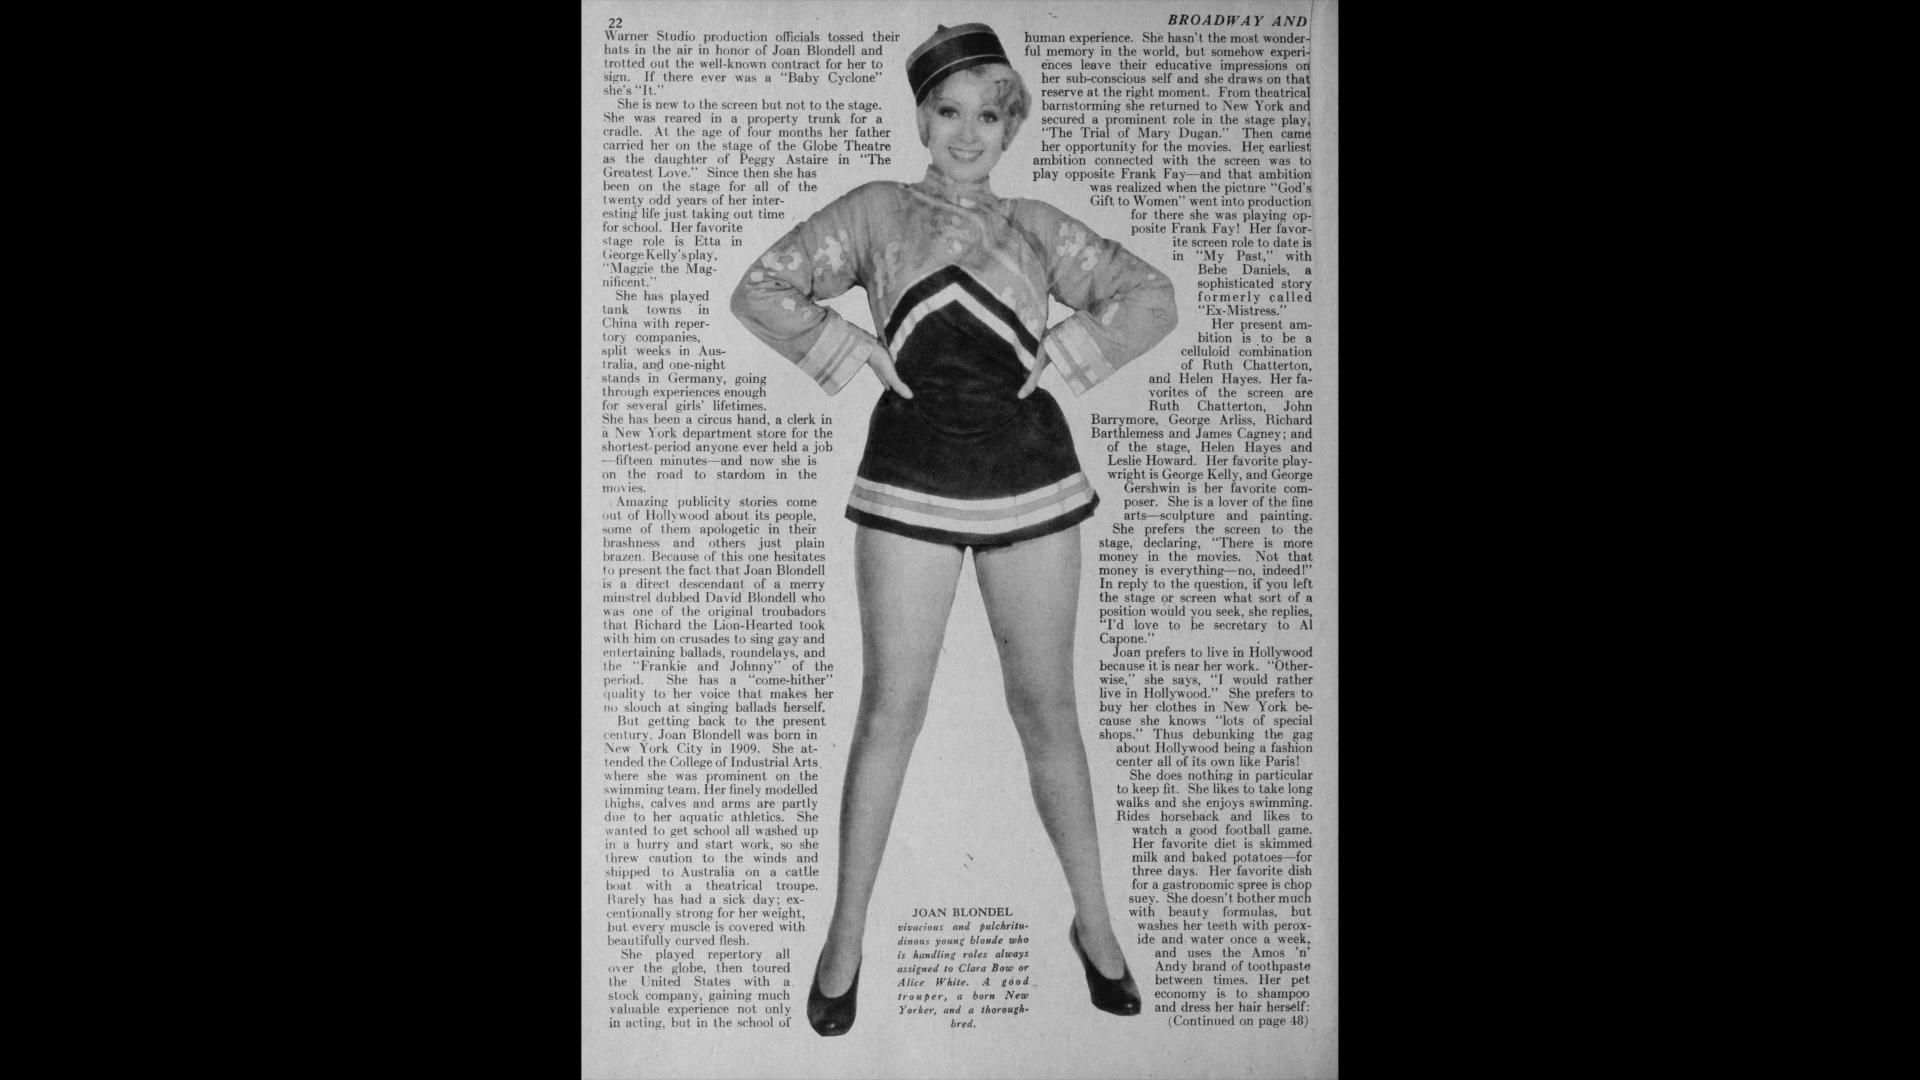 22
BROADWAY AND
Warner Studio production officials tossed their
hats in the air in honor of Joan Blondell and
trotted out the well-known contract for her to
sign. If there ever was a "Baby Cyclone"
she's "It."
She is new to the screen but not to the stage.
She was reared in a property trunk for a
cradle. At the age of four months her father
carried her on the stage of the Globe Theatre
as the daughter of Peggy Astaire in "The
Greatest Love." Since then she has
been on the stage for all of the
twenty odd years of her inter-
esting life just taking out time
for school. Her favorite
stage role is Etta in
George Kelly's play,
"Maggie the Mag-
nificent."
She has played
tank towns in
China with reper-
tory companies,
split weeks in Aus-
tralia, and one-night
stands in Germany, going
through experiences enough
for several girls' lifetimes.
She has been a circus hand, a clerk in
a New York department store for the
shortest period anyone ever held a job
—fifteen minutes—and now she is
on the road to stardom in the
movies.
Amazing publicity stories come
out of Hollywood about its people,
some of them apologetic in their
brashness and others just plain
brazen. Because of this one hesitates
to present the fact that Joan Blondell
is a direct descendant of a merry
minstrel dubbed David Blondell who
was one of the original troubadors
that Richard the Lion-Hearted took
with him on crusades to sing gay and
entertaining ballads, roundelays, and
the "Frankie and Johnny" of the
period. She has a "come-hither"
quality to her voice that makes her
no slouch at singing ballads herself.
But getting back to the present
century. Joan Blondell was born in
New York City in 1909. She at-
tended the College of Industrial Arts
where she was prominent on the
swimming team. Her finely modelled
thighs, calves and arms are partly
due to her aquatic athletics. She
wanted to get school all washed up
in a hurry and start work, so she
threw caution to the winds and
shipped to Australia on a cattle
boat with a theatrical troupe.
Rarely has had a sick day; ex-
centionally strong for her weight,
but every muscle is covered with
beautifully curved flesh.
She played repertory all
over the globe, then toured
the United States with a
stock company, gaining much
valuable experience not only
in acting, but in the school of
human experience. She hasn't the most wonder-
ful memory in the world, but somehow experi-
ences leave their educative impressions on
her sub-conscious self and she draws on that
reserve at the right moment. From theatrical
barnstorming she returned to New York and
secured a prominent role in the stage play,
"The Trial of Mary Dugan." Then came
her opportunity for the movies. Her earliest
ambition connected with the screen was to
play opposite Frank Fay—and that ambition
was realized when the picture "God's
Gift to Women" went into production
for there she was playing op-
posite Frank Fay! Her favor-
ite screen role to date is
in "My Past," with
Bebe Daniels, a
sophisticated story
formerly called
"Ex-Mistress."
Her present am-
bition is to be a
celluloid combination
of Ruth Chatterton,
and Helen Hayes. Her fa-
vorites of the screen are
Ruth Chatterton, John
Barrymore, George Arliss, Richard
Barthlemess and James Cagney; and
of the stage, Helen Hayes and
Leslie Howard. Her favorite play-
wright is George Kelly, and George
Gershwin is her favorite com-
poser. She is a lover of the fine
arts—sculpture and painting.
She prefers the screen to the
stage, declaring, "There is more
money in the movies. Not that
money is everything—no, indeed!"
In reply to the question, if you left
the stage or screen what sort of a
position would you seek, she replies,
"I'd love to be secretary to Al
Capone."
Joan prefers to live in Hollywood
because it is near her work. "Other-
wise," she says, "I would rather
live in Hollywood." She prefers to
buy her clothes in New York be-
cause she knows "lots of special
shops." Thus debunking the gag
about Hollywood being a fashion
center all of its own like Paris!
She does nothing in particular
to keep fit. She likes to take long
walks and she enjoys swimming.
Rides horseback and likes to
watch a good football game.
Her favorite diet is skimmed
milk and baked potatoes—for
three days. Her favorite dish
for a gastronomic spree is chop
suey. She doesn't bother much
with beauty formulas, but
washes her teeth with perox-
ide and water once a week,
and uses the Amos 'n'
Andy brand of toothpaste
between times. Her pet
economy is to shampoo
and dress her hair herself:
(Continued on page 48)
JOAN BLONDEL
vivacious and pulchritu-
dinous young blonde who
is handling roles always
assigned to Clara Bow or
Alice White. A good
trouper, a born New
Yorker, and a thorough-
bred.